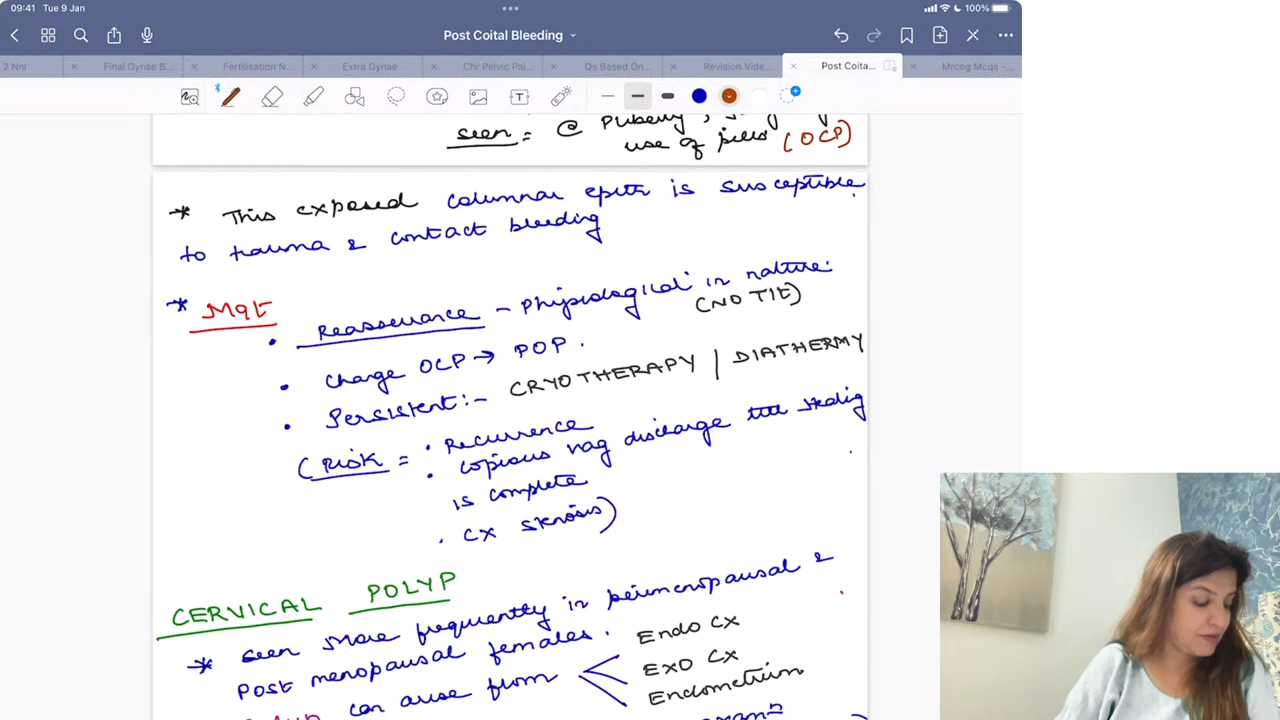 09:41 Tue 9 Jan
100%
Post Coital Bleeding
2 Nnt
Final Gynae B
Fertilisation N...
Extra Gynae
Chr Pelvic Pai...
Qs Based On...
Revision Vide...
Post Coita...
Mrcog Mcqs -...
seen = @ Puberty,
use of pills (OCP)
* This exposed columnar epith is susceptible
to trauma & contact bleeding
* Mgt
• Reassurance - Physiological in nature.
(NO T/t)
• Change OCP → POP.
• Persistent:- CRYOTHERAPY | DIATHERMY
(Risk = • Recurrence
• copious vag discharge till
is complete
• CX stenosis)
CERVICAL POLYP
* seen more frequently in perimenopausal &
Post menopausal females.
can arise from
Endo CX
Exo CX
Endometrium